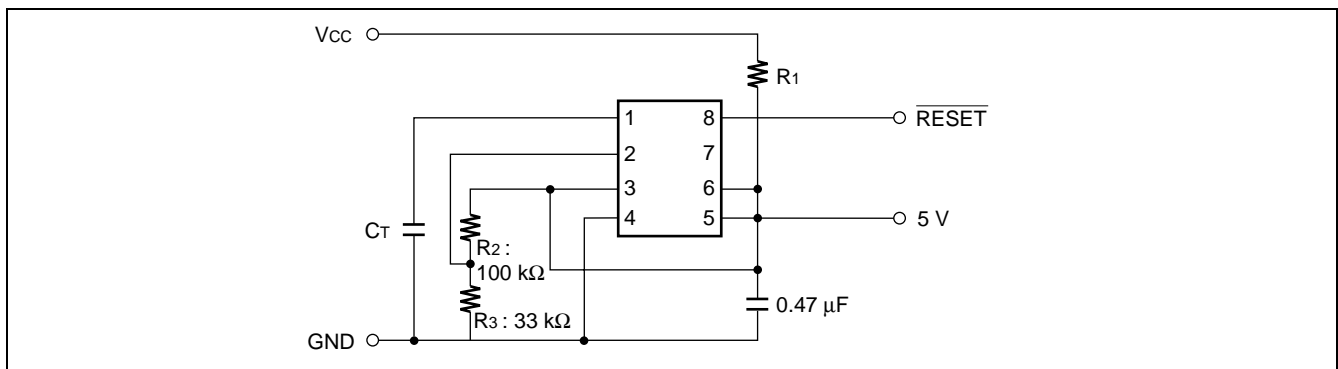 VCC
R1
1 8 RESET
2 7
3 6
4 5 5 V
CT
R2 :
100 kΩ
0.47 μF
R3 : 33 kΩ
GND